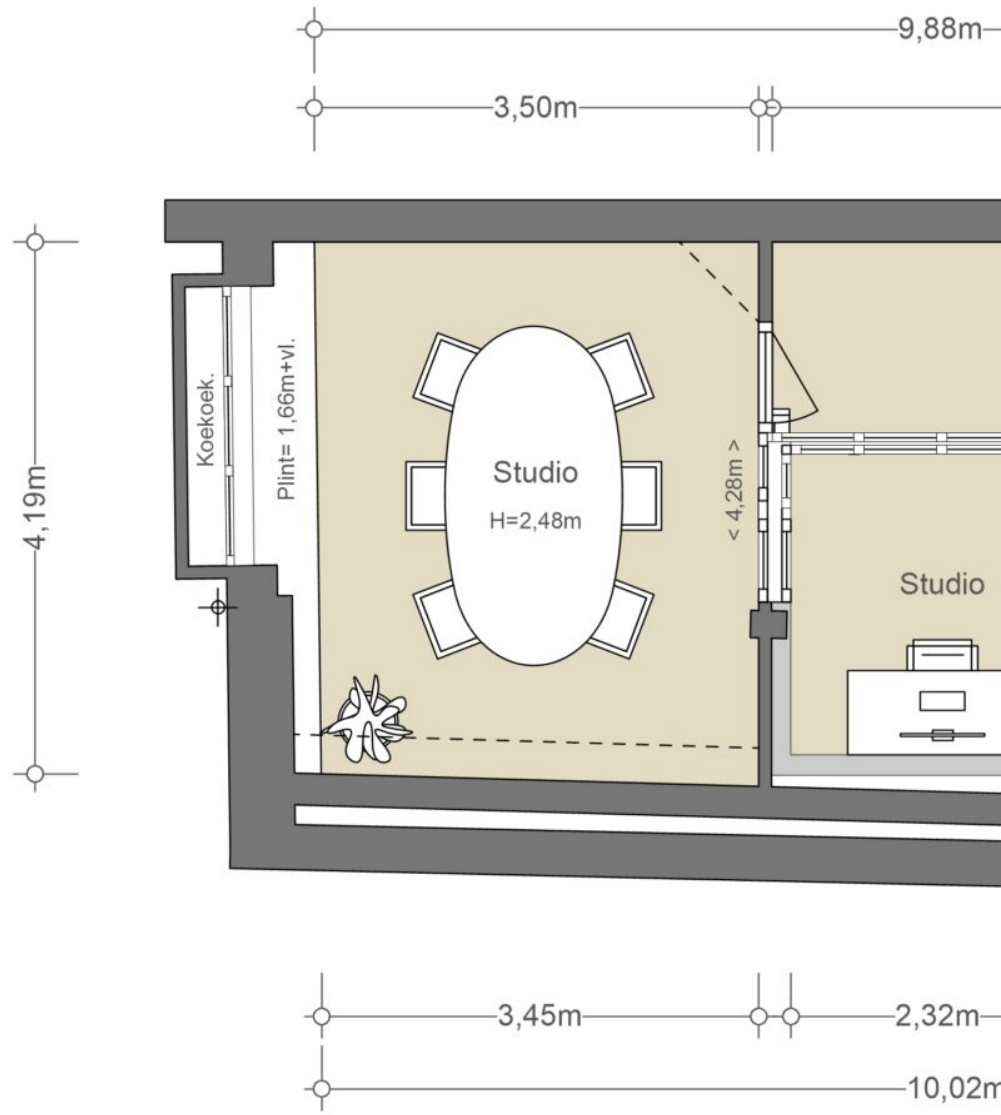 9,88m
3,50m
4,19m
Koekoek.
Plint= 1,66m+vl.
Studio
H=2,48m
< 4,28m >
Studio
3,45m
2,32m
10,02m